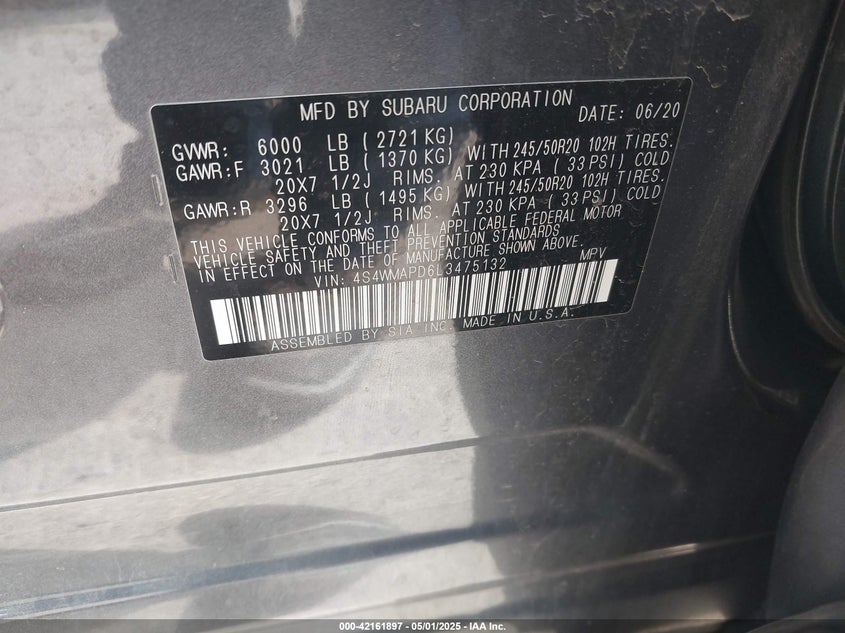 MFD BY SUBARU CORPORATION DATE: 06/20
GVWR: 6000 LB (2721 KG)
GAWR:F 3021 LB (1370 KG) WITH 245/50R20 102H TIRES.
20X7 1/2J RIMS. AT 230 KPA (33 PSI) COLD
GAWR:R 3296 LB (1495 KG) WITH 245/50R20 102H TIRES.
20X7 1/2J RIMS. AT 230 KPA (33 PSI) COLD
THIS VEHICLE CONFORMS TO ALL APPLICABLE FEDERAL MOTOR
VEHICLE SAFETY AND THEFT PREVENTION STANDARDS
IN EFFECT ON THE DATE OF MANUFACTURE SHOWN ABOVE.
VIN: 4S4WMAPD6L3475132 MPV
ASSEMBLED BY SIA INC. MADE IN U.S.A.
000-42161897 - 05/01/2025 - IAA Inc.